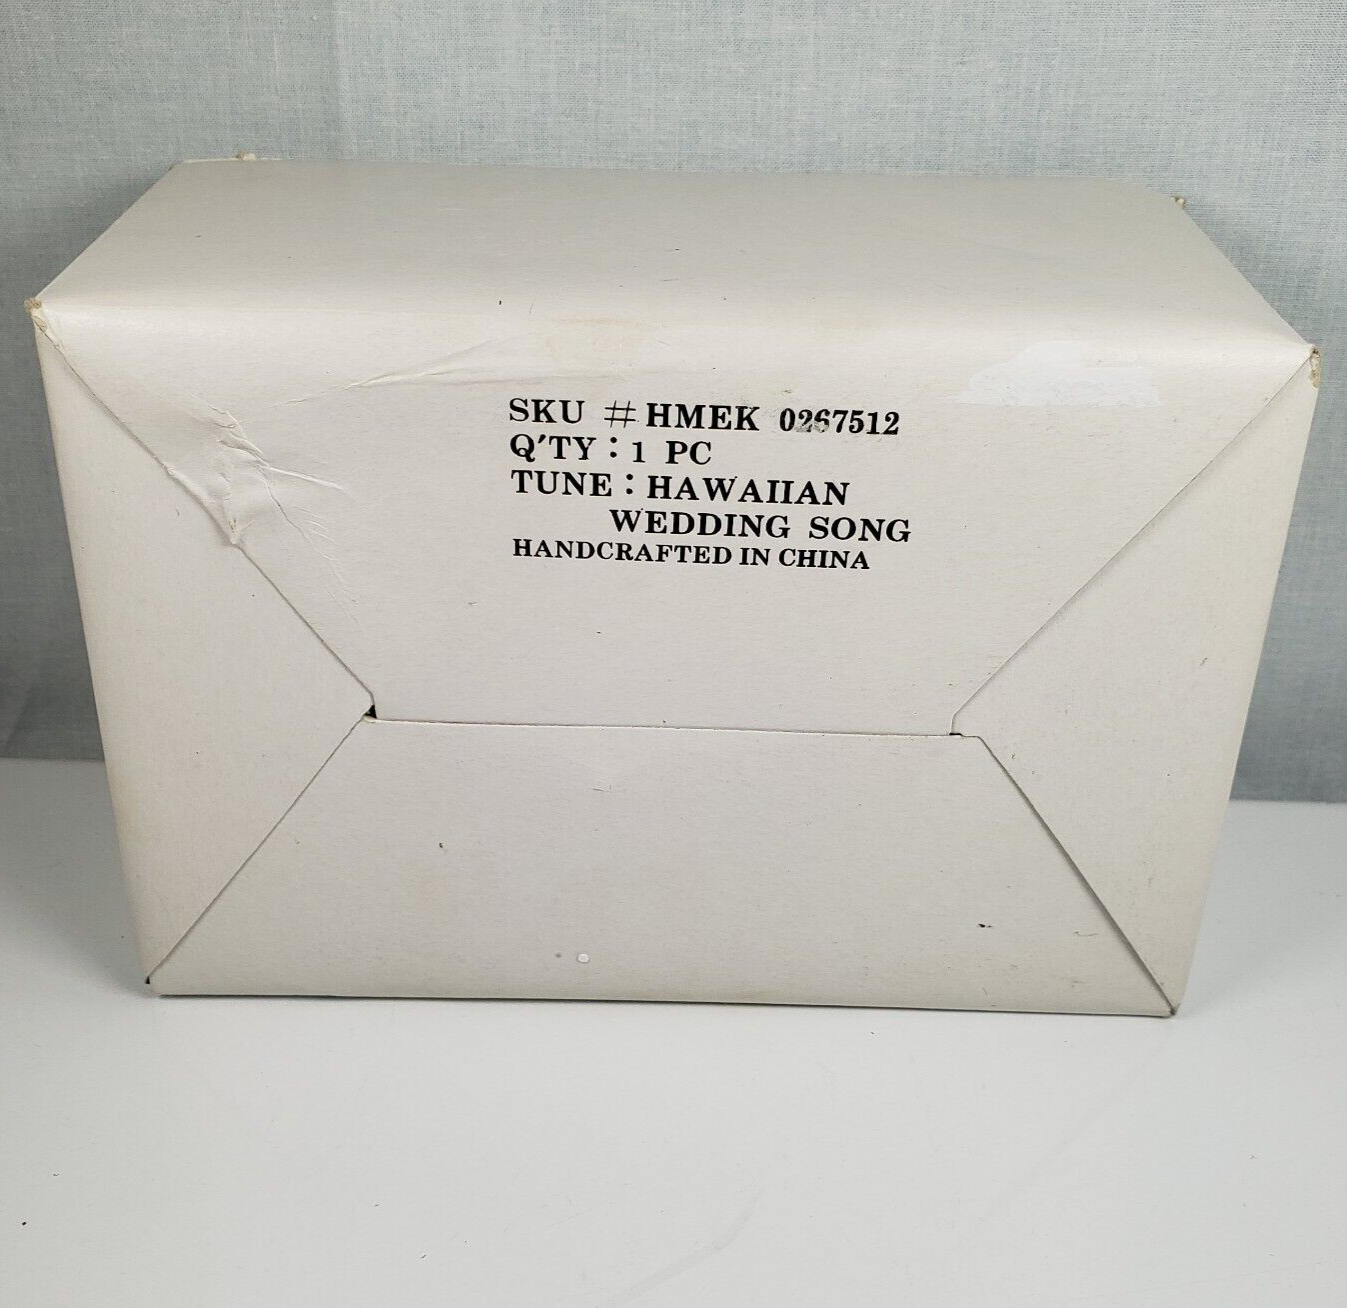 SKU # HMEK 0267512
Q'TY : 1 PC
TUNE : HAWAIIAN
WEDDING SONG
HANDCRAFTED IN CHINA